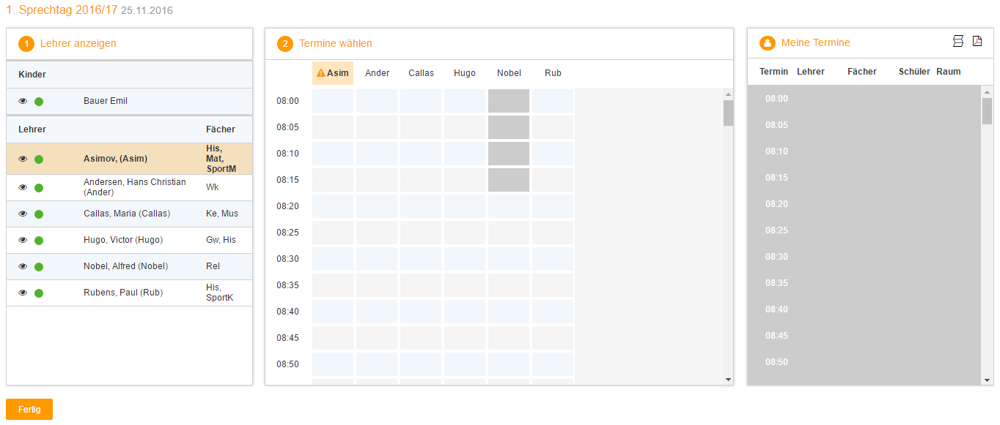 1. Sprechtag 2016/17 25.11.2016
1 Lehrer anzeigen
Kinder
Bauer Emil
Lehrer Fächer
Asimov, (Asim) His,
Mat,
SportM
Andersen, Hans Christian
(Ander) Wk
Callas, Maria (Callas) Ke, Mus
Hugo, Victor (Hugo) Gw, His
Nobel, Alfred (Nobel) Rel
Rubens, Paul (Rub) His,
SportK
2 Termine wählen
Asim Ander Callas Hugo Nobel Rub
08:00
08:05
08:10
08:15
08:20
08:25
08:30
08:35
08:40
08:45
08:50
Meine Termine
Termin Lehrer Fächer Schüler Raum
08:00
08:05
08:10
08:15
08:20
08:25
08:30
08:35
08:40
08:45
08:50
Fertig